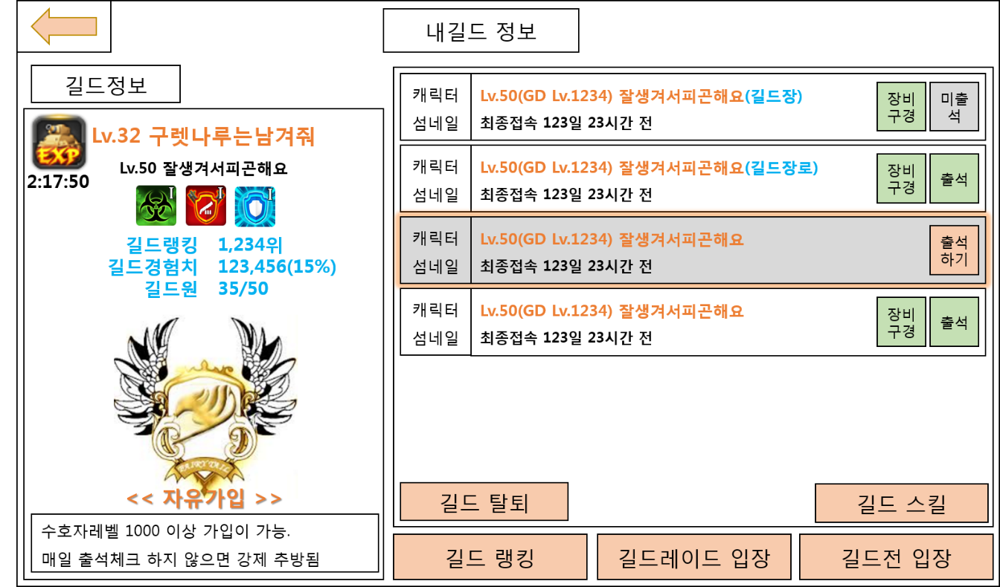 내길드 정보
길드정보
EXP
2:17:50
Lv.32 구렛나루는남겨줘
Lv.50 잘생겨서피곤해요
I
I
I
길드랭킹 1,234위
길드경험치 123,456(15%)
길드원 35/50
FAIRY TAIL
<< 자유가입 >>
수호자레벨 1000 이상 가입이 가능.
매일 출석체크 하지 않으면 강제 추방됨
캐릭터
섬네일
Lv.50(GD Lv.1234) 잘생겨서피곤해요(길드장)
최종접속 123일 23시간 전
장비
구경
미출
석
캐릭터
섬네일
Lv.50(GD Lv.1234) 잘생겨서피곤해요(길드장로)
최종접속 123일 23시간 전
장비
구경
출석
캐릭터
섬네일
Lv.50(GD Lv.1234) 잘생겨서피곤해요
최종접속 123일 23시간 전
출석
하기
캐릭터
섬네일
Lv.50(GD Lv.1234) 잘생겨서피곤해요
최종접속 123일 23시간 전
장비
구경
출석
길드 탈퇴
길드 스킬
길드 랭킹
길드레이드 입장
길드전 입장